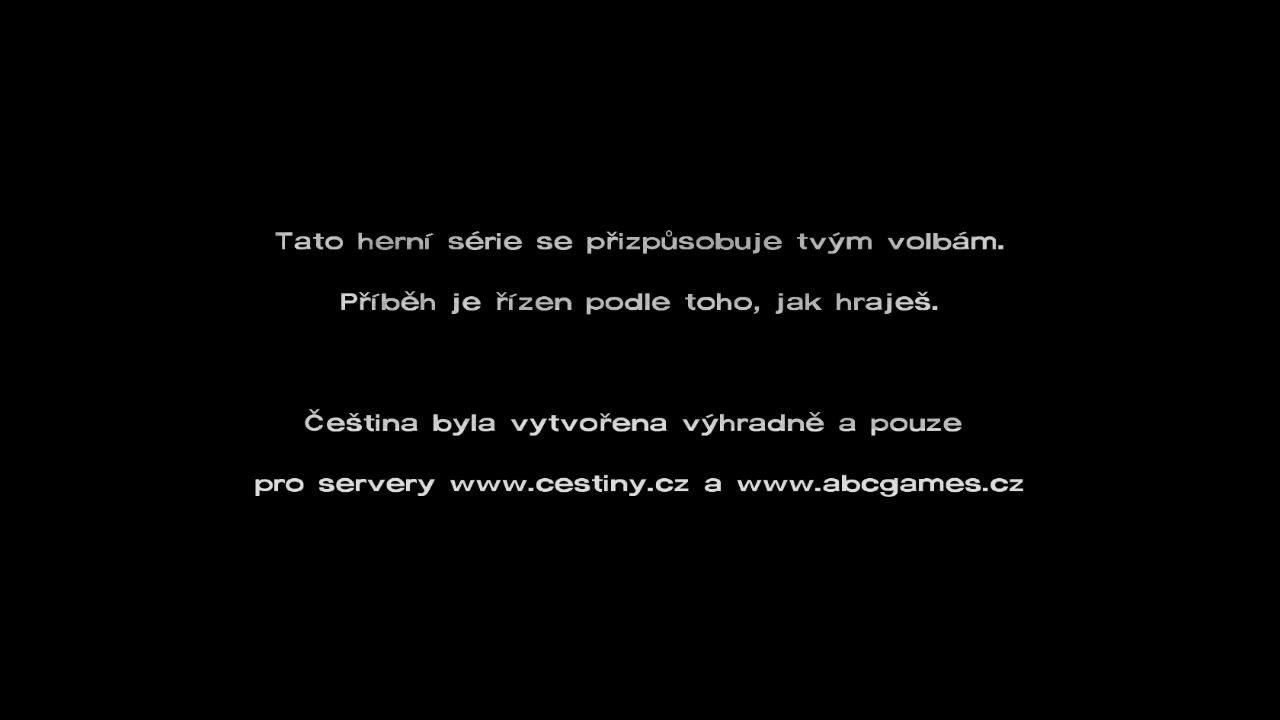 Tato herní série se přizpůsobuje tvým volbám.
Příběh je řízen podle toho, jak hraješ.
Čeština byla vytvořena výhradně a pouze
pro servery www.cestiny.cz a www.abcgames.cz